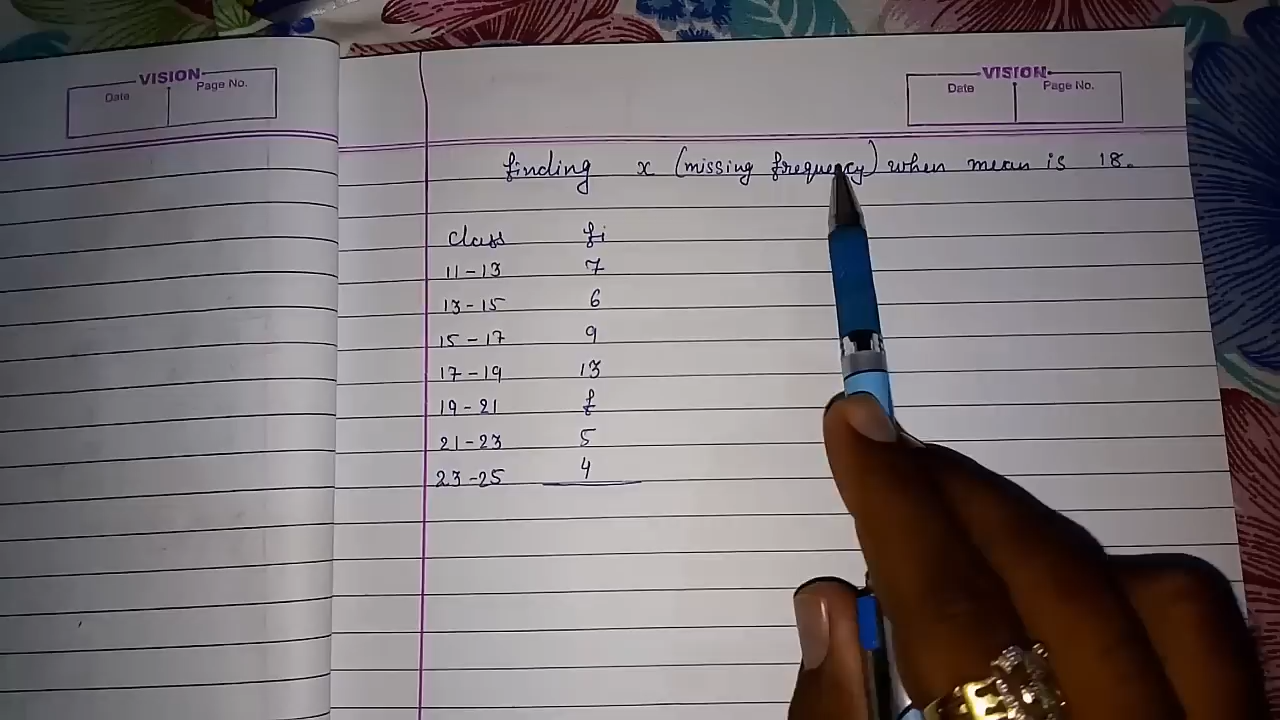 VISION
Date Page No.
VISION
Date Page No.
finding x (missing frequency) when mean is 18.
class fi
11-13 7
13-15 6
15-17 9
17-19 13
19-21 f
21-23 5
23-25 4